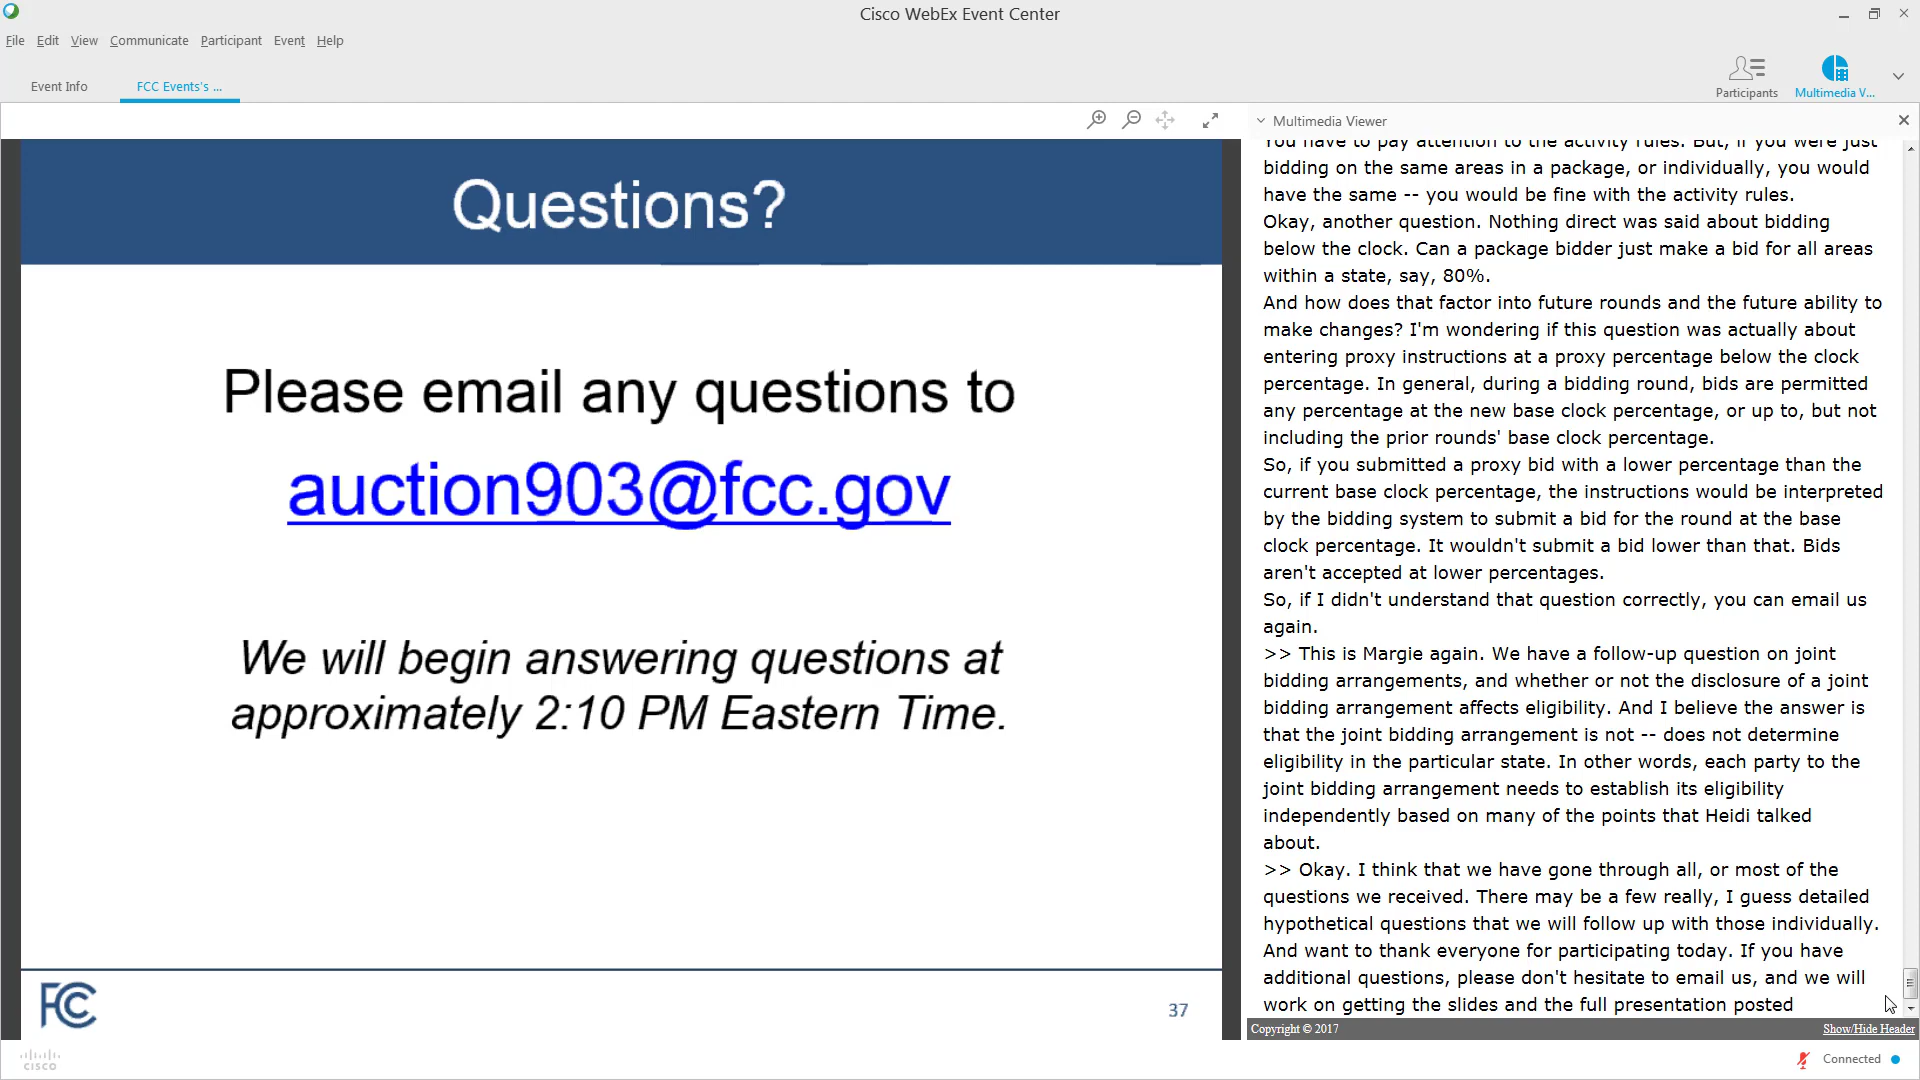 Cisco WebEx Event Center
File Edit View Communicate Participant Event Help
Event Info FCC Events's ...
Participants Multimedia V...
Multimedia Viewer
Questions?
Please email any questions to
auction903@fcc.gov
We will begin answering questions at
approximately 2:10 PM Eastern Time.
FCC
37
You have to pay attention to the activity rules. But, if you were just
bidding on the same areas in a package, or individually, you would
have the same -- you would be fine with the activity rules.
Okay, another question. Nothing direct was said about bidding
below the clock. Can a package bidder just make a bid for all areas
within a state, say, 80%.
And how does that factor into future rounds and the future ability to
make changes? I'm wondering if this question was actually about
entering proxy instructions at a proxy percentage below the clock
percentage. In general, during a bidding round, bids are permitted
any percentage at the new base clock percentage, or up to, but not
including the prior rounds' base clock percentage.
So, if you submitted a proxy bid with a lower percentage than the
current base clock percentage, the instructions would be interpreted
by the bidding system to submit a bid for the round at the base
clock percentage. It wouldn't submit a bid lower than that. Bids
aren't accepted at lower percentages.
So, if I didn't understand that question correctly, you can email us
again.
>> This is Margie again. We have a follow-up question on joint
bidding arrangements, and whether or not the disclosure of a joint
bidding arrangement affects eligibility. And I believe the answer is
that the joint bidding arrangement is not -- does not determine
eligibility in the particular state. In other words, each party to the
joint bidding arrangement needs to establish its eligibility
independently based on many of the points that Heidi talked
about.
>> Okay. I think that we have gone through all, or most of the
questions we received. There may be a few really, I guess detailed
hypothetical questions that we will follow up with those individually.
And want to thank everyone for participating today. If you have
additional questions, please don't hesitate to email us, and we will
work on getting the slides and the full presentation posted
Copyright © 2017 Show/Hide Header
cisco
Connected